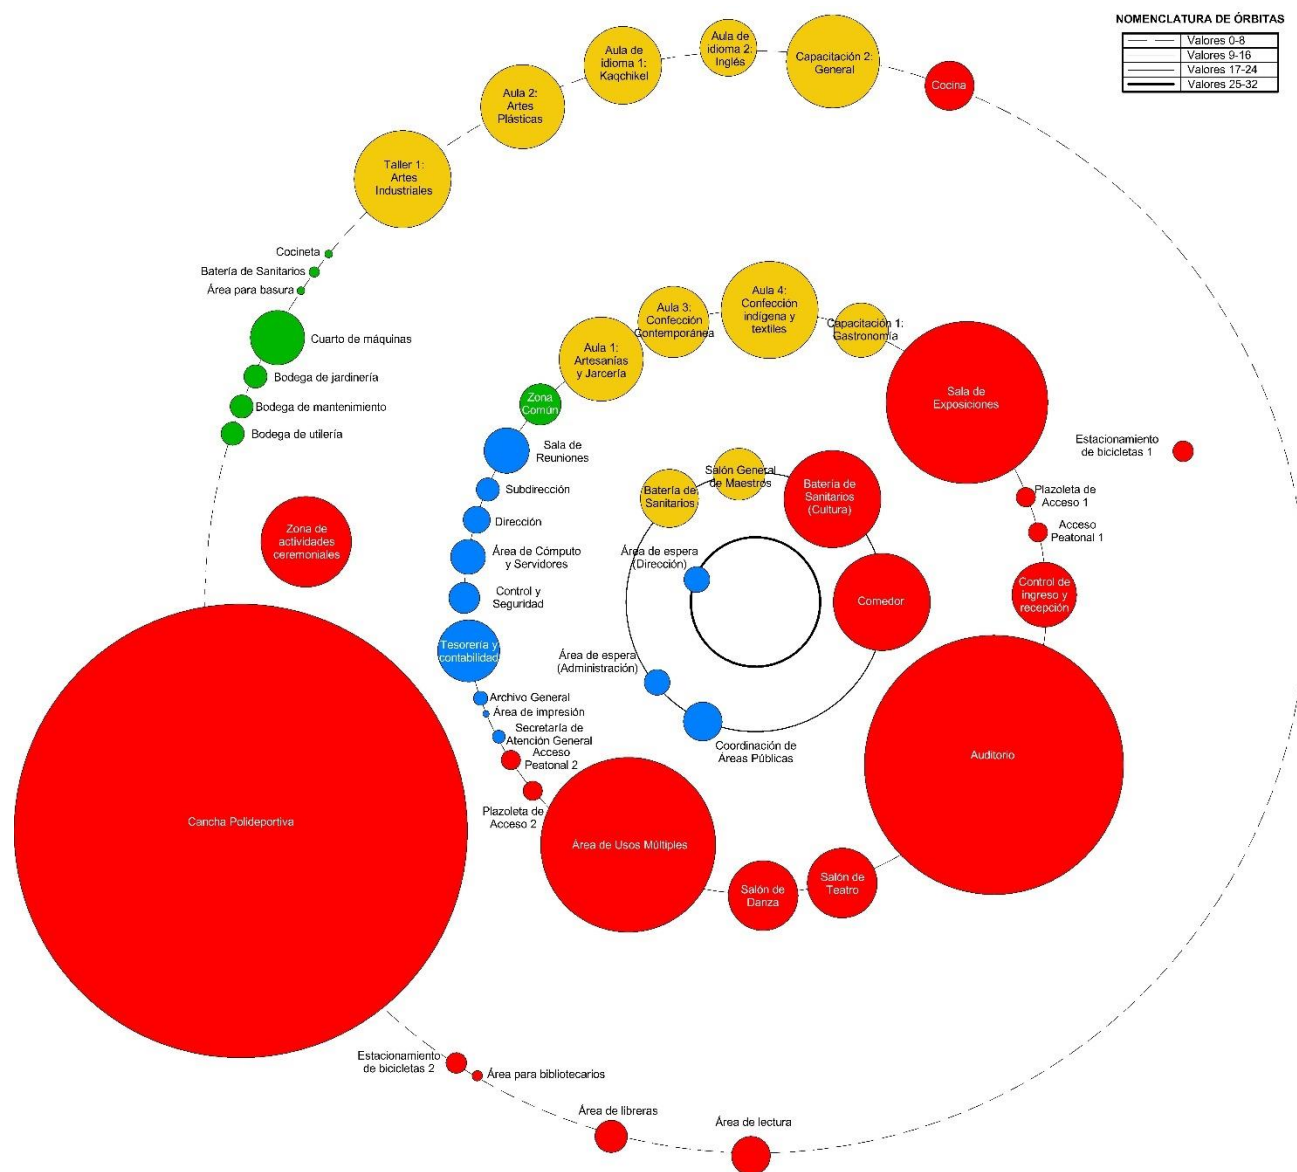 NOMENCLATURA DE ÓRBITAS
Valores 0-8
Valores 9-16
Valores 17-24
Valores 25-32
Aula de
idioma 1:
Kaqchikel
Aula de
idioma 2:
Inglés
Capacitación 2:
General
Cocina
Aula 2:
Artes
Plásticas
Taller 1:
Artes
Industriales
Cocineta
Batería de Sanitarios
Área para basura
Cuarto de máquinas
Bodega de jardinería
Bodega de mantenimiento
Bodega de utilería
Zona de
actividades
ceremoniales
Cancha Polideportiva
Aula 4:
Confección
indígena y
textiles
Aula 3:
Confección
Contemporánea
Capacitación 1:
Gastronomía
Aula 1:
Artesanías
y Jarcería
Zona
Común
Sala de
Reuniones
Subdirección
Dirección
Área de Cómputo
y Servidores
Control y
Seguridad
Tesorería y
contabilidad
Archivo General
Área de impresión
Secretaría de
Atención General
Acceso
Peatonal 2
Plazoleta de
Acceso 2
Sala de
Exposiciones
Estacionamiento
de bicicletas 1
Plazoleta de
Acceso 1
Acceso
Peatonal 1
Control de
ingreso y
recepción
Salón General
de Maestros
Batería de
Sanitarios
Batería de
Sanitarios
(Cultura)
Área de espera
(Dirección)
Comedor
Área de espera
(Administración)
Coordinación de
Áreas Públicas
Auditorio
Área de Usos Múltiples
Salón de
Danza
Salón de
Teatro
Estacionamiento
de bicicletas 2
Área para bibliotecarios
Área de libreras
Área de lectura